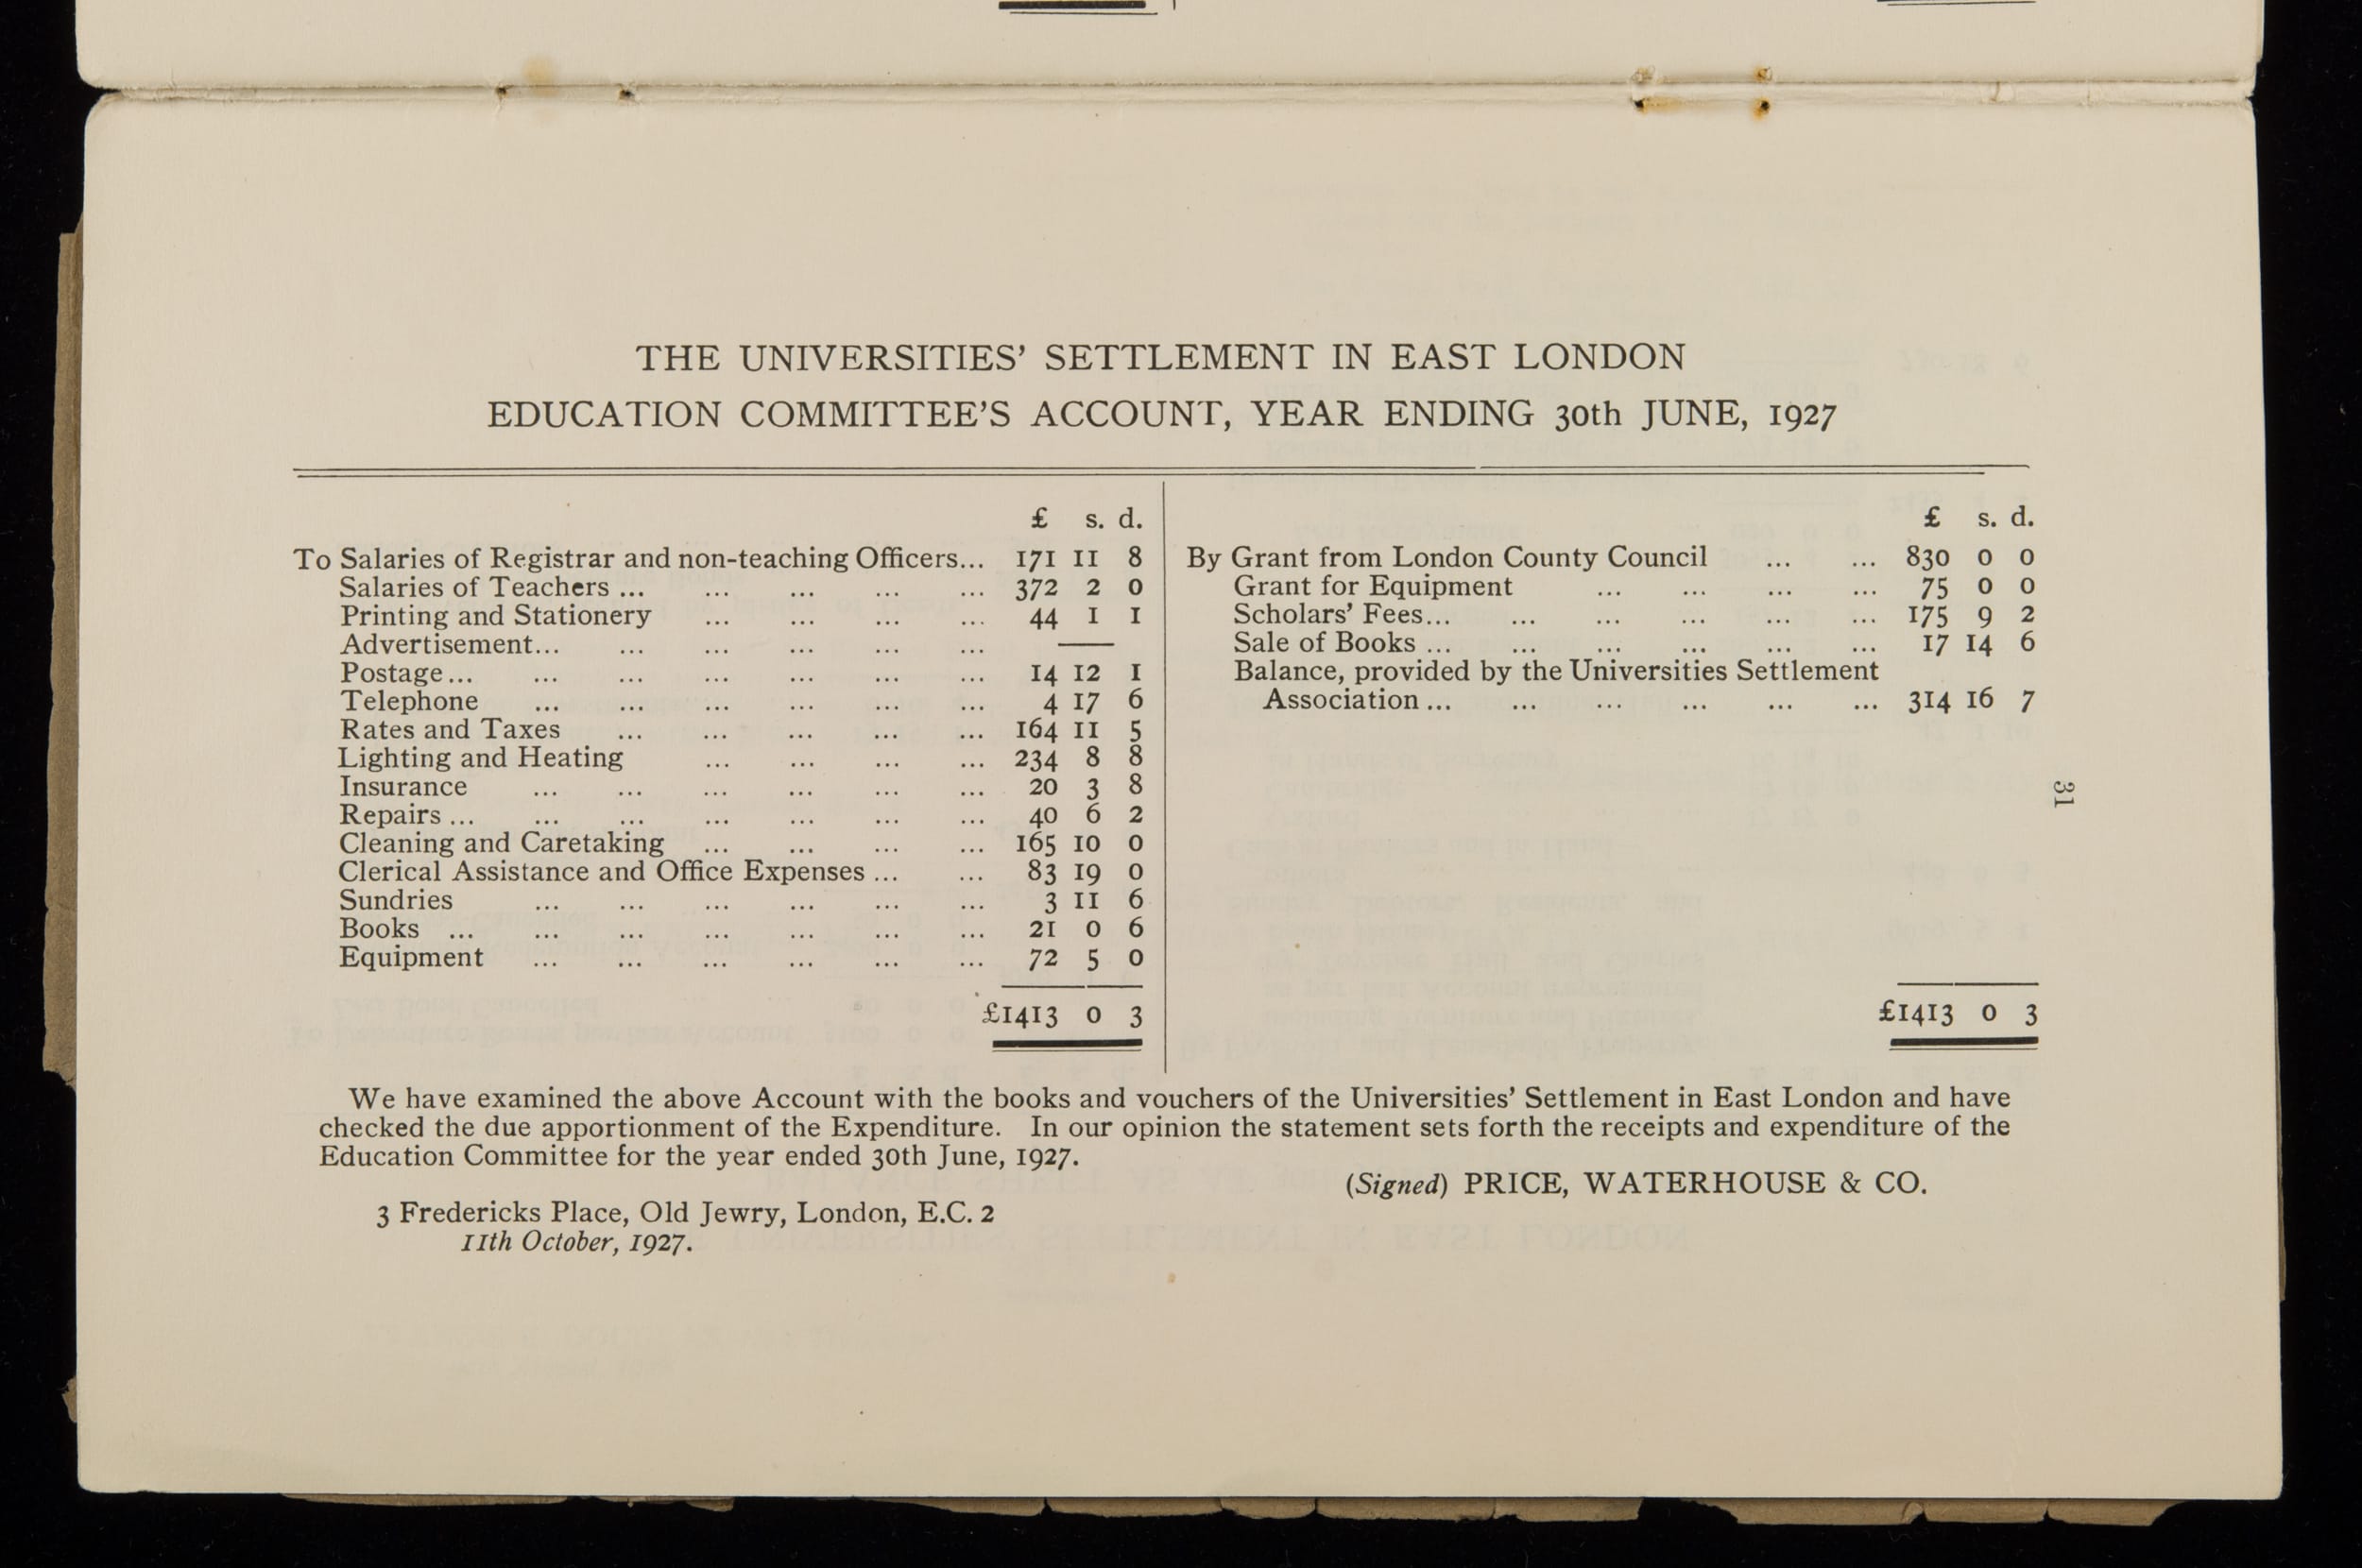 THE UNIVERSITIES' SETTLEMENT IN EAST LONDON
EDUCATION COMMITTEE'S ACCOUNT, YEAR ENDING 30th JUNE, 1927
£ s. d.
To Salaries of Registrar and non-teaching Officers... 171 11 8
Salaries of Teachers ... ... ... ... ... 372 2 0
Printing and Stationery ... ... ... ... 44 1 1
Advertisement... ... ... ... ... ... ——
Postage... ... ... ... ... ... ... 14 12 1
Telephone ... ... ... ... ... ... 4 17 6
Rates and Taxes ... ... ... ... ... 164 11 5
Lighting and Heating ... ... ... ... 234 8 8
Insurance ... ... ... ... ... ... 20 3 8
Repairs ... ... ... ... ... ... ... 40 6 2
Cleaning and Caretaking ... ... ... ... 165 10 0
Clerical Assistance and Office Expenses ... ... 83 19 0
Sundries ... ... ... ... ... ... 3 11 6
Books ... ... ... ... ... ... ... 21 0 6
Equipment ... ... ... ... ... ... 72 5 0
£1413 0 3
£ s. d.
By Grant from London County Council ... ... 830 0 0
Grant for Equipment ... ... ... ... 75 0 0
Scholars' Fees... ... ... ... ... ... 175 9 2
Sale of Books ... ... ... ... ... ... 17 14 6
Balance, provided by the Universities Settlement
Association ... ... ... ... ... ... 314 16 7
£1413 0 3
31
We have examined the above Account with the books and vouchers of the Universities' Settlement in East London and have
checked the due apportionment of the Expenditure. In our opinion the statement sets forth the receipts and expenditure of the
Education Committee for the year ended 30th June, 1927.
(Signed) PRICE, WATERHOUSE & CO.
3 Fredericks Place, Old Jewry, London, E.C. 2
11th October, 1927.